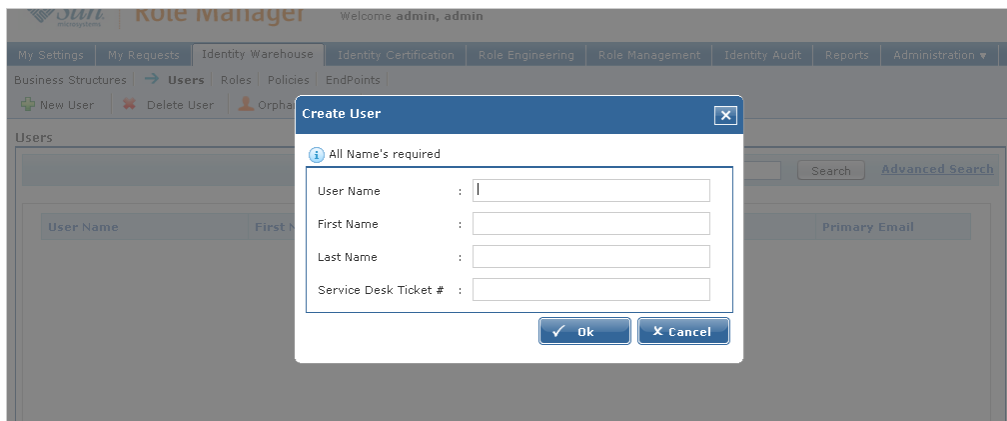 Sun microsystems Role Manager Welcome admin, admin
My Settings My Requests Identity Warehouse Identity Certification Role Engineering Role Management Identity Audit Reports Administration ▾
Business Structures → Users Roles Policies EndPoints
New User Delete User
Users
Search Advanced Search
User Name Primary Email
Create User
All Name's required
User Name :
First Name :
Last Name :
Service Desk Ticket # :
Ok Cancel